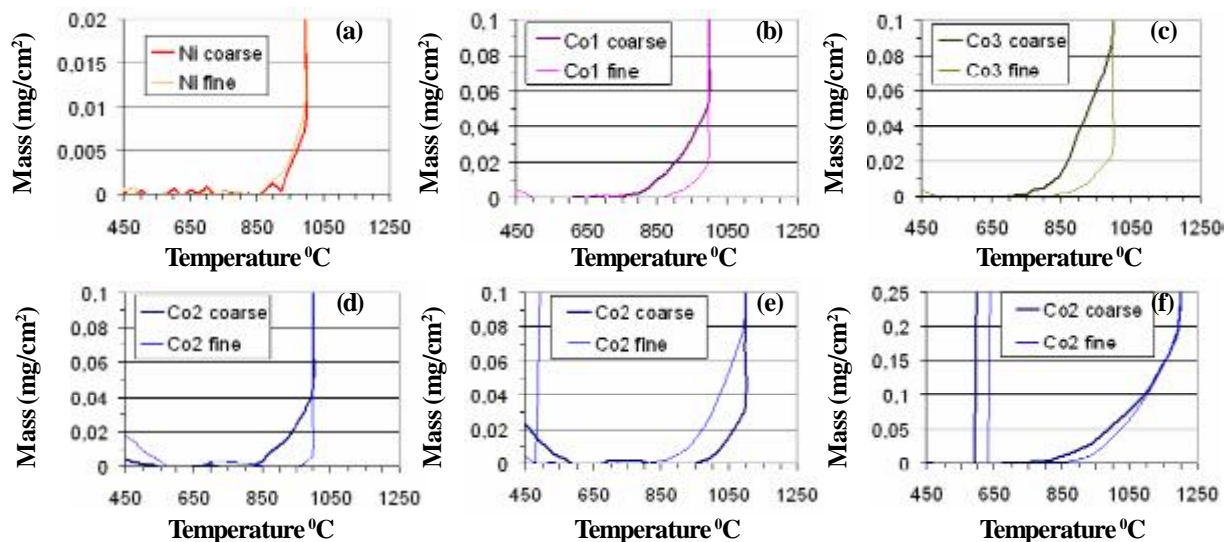 0,02
0,015
0,01
0,005
0
Mass (mg/cm²)
Ni coarse
Ni fine
(a)
450 650 850 1050 1250
Temperature ⁰C
0,1
0,08
0,06
0,04
0,02
0
Mass (mg/cm²)
Co1 coarse
Co1 fine
(b)
450 650 850 1050 1250
Temperature ⁰C
0,1
0,08
0,06
0,04
0,02
0
Mass (mg/cm²)
Co3 coarse
Co3 fine
(c)
450 650 850 1050 1250
Temperature ⁰C
0,1
0,08
0,06
0,04
0,02
0
Mass (mg/cm²)
Co2 coarse
Co2 fine
(d)
450 650 850 1050 1250
Temperature ⁰C
0,1
0,08
0,06
0,04
0,02
0
Mass (mg/cm²)
Co2 coarse
Co2 fine
(e)
450 650 850 1050 1250
Temperature ⁰C
0,25
0,2
0,15
0,1
0,05
0
Mass (mg/cm²)
Co2 coarse
Co2 fine
(f)
450 650 850 1050 1250
Temperature ⁰C